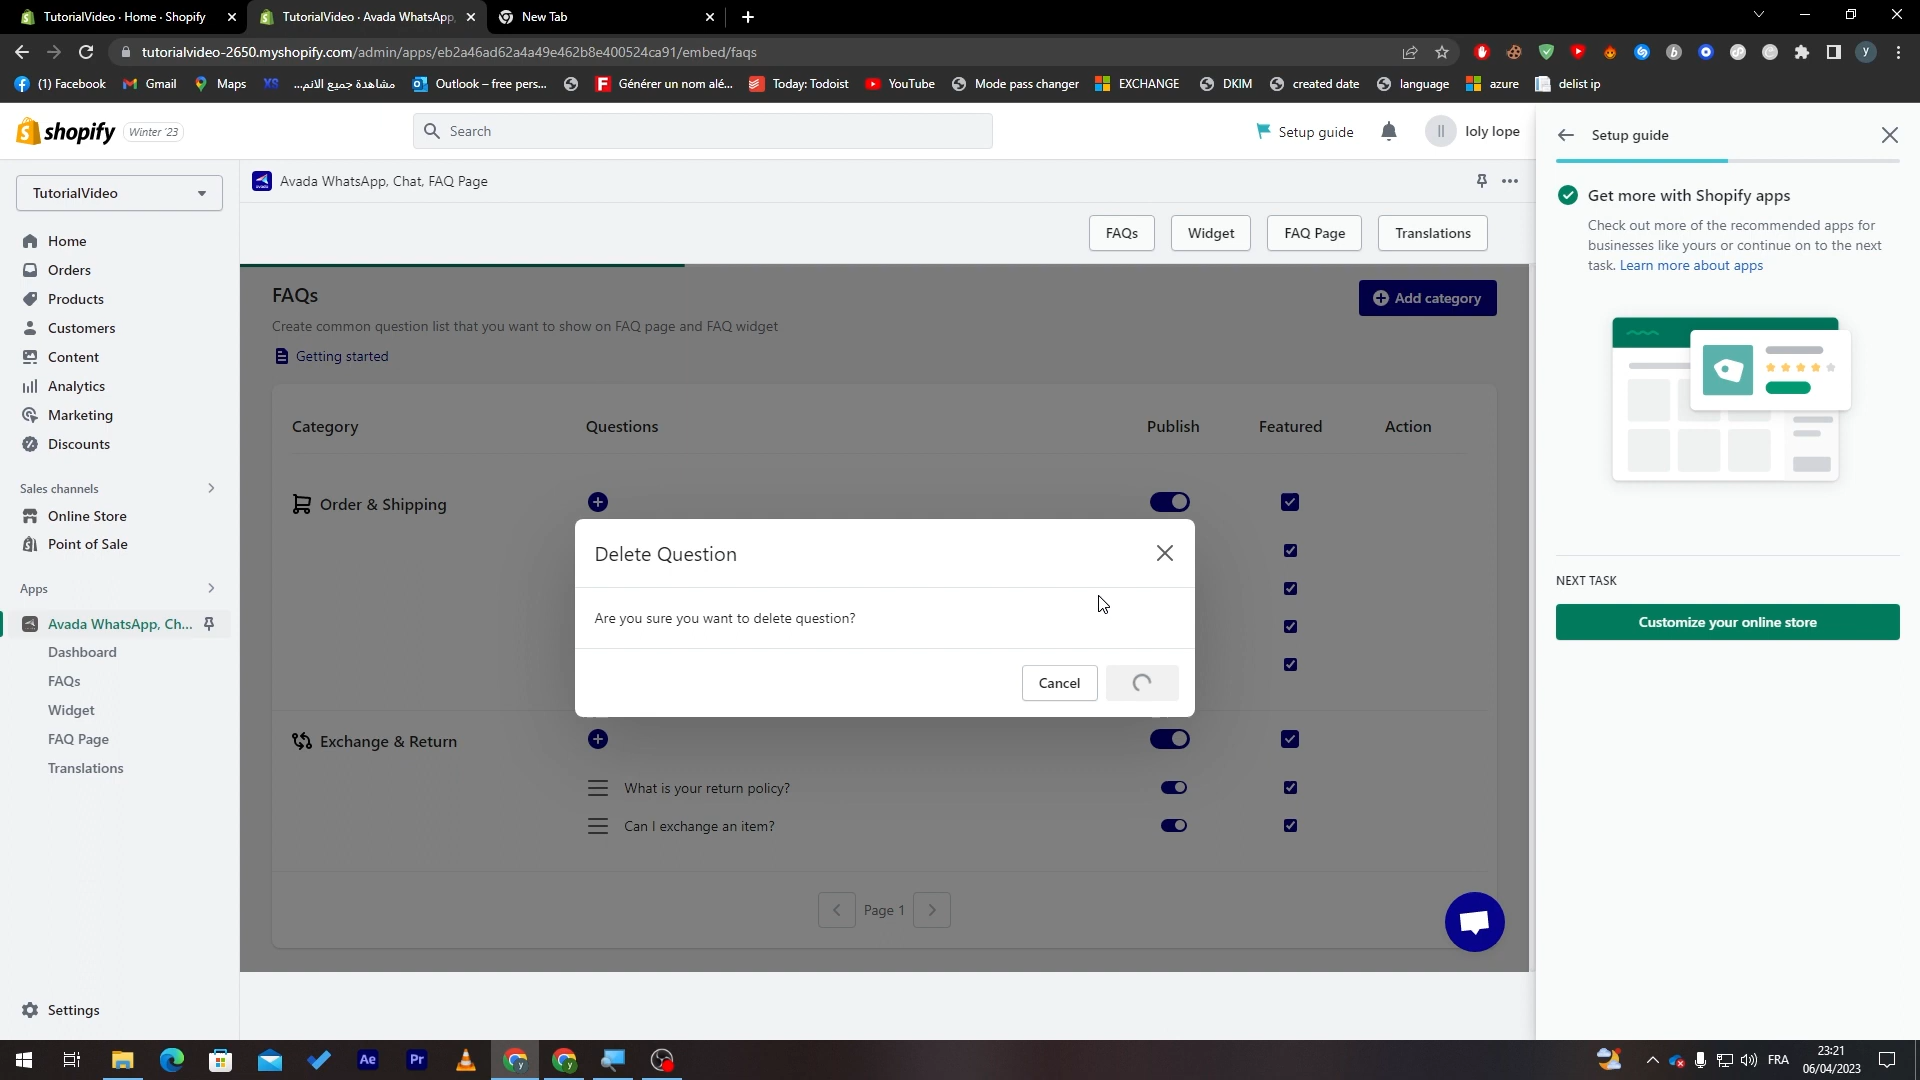 TutorialVideo · Home · Shopify
TutorialVideo · Avada WhatsApp,
New Tab
tutorialvideo-2650.myshopify.com/admin/apps/eb2a46ad62a4a49e462b8e400524ca91/embed/faqs
(1) Facebook
Gmail
Maps
XS
مشاهدة جميع الانم...
Outlook – free pers...
Générer un nom alé...
Today: Todoist
YouTube
Mode pass changer
EXCHANGE
DKIM
created date
language
azure
delist ip
shopify
Winter '23
Search
Setup guide
loly lope
Setup guide
TutorialVideo
Avada WhatsApp, Chat, FAQ Page
Get more with Shopify apps
Check out more of the recommended apps for
businesses like yours or continue on to the next
task. Learn more about apps
FAQs
Widget
FAQ Page
Translations
Home
Orders
Products
Customers
Content
Analytics
Marketing
Discounts
Sales channels
Online Store
Point of Sale
Apps
Avada WhatsApp, Ch...
Dashboard
FAQs
Widget
FAQ Page
Translations
Settings
FAQs
Add category
Create common question list that you want to show on FAQ page and FAQ widget
Getting started
Category
Questions
Publish
Featured
Action
Order & Shipping
Delete Question
Are you sure you want to delete question?
Cancel
Exchange & Return
What is your return policy?
Can I exchange an item?
Page 1
NEXT TASK
Customize your online store
Ae
Pr
FRA
23:21
06/04/2023